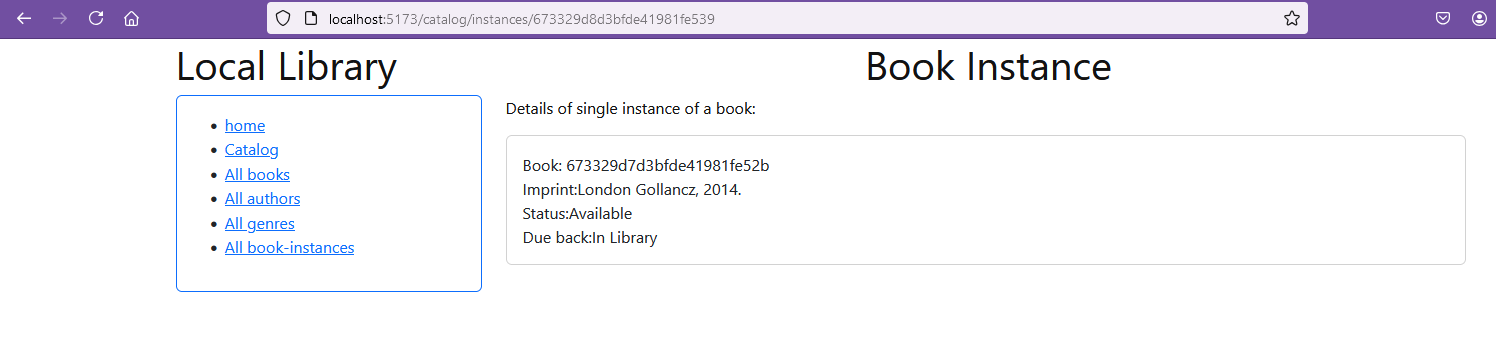 localhost:5173/catalog/instances/673329d8d3bfde41981fe539
Local Library
Book Instance
home
Catalog
All books
All authors
All genres
All book-instances
Details of single instance of a book:
Book: 673329d7d3bfde41981fe52b
Imprint:London Gollancz, 2014.
Status:Available
Due back:In Library